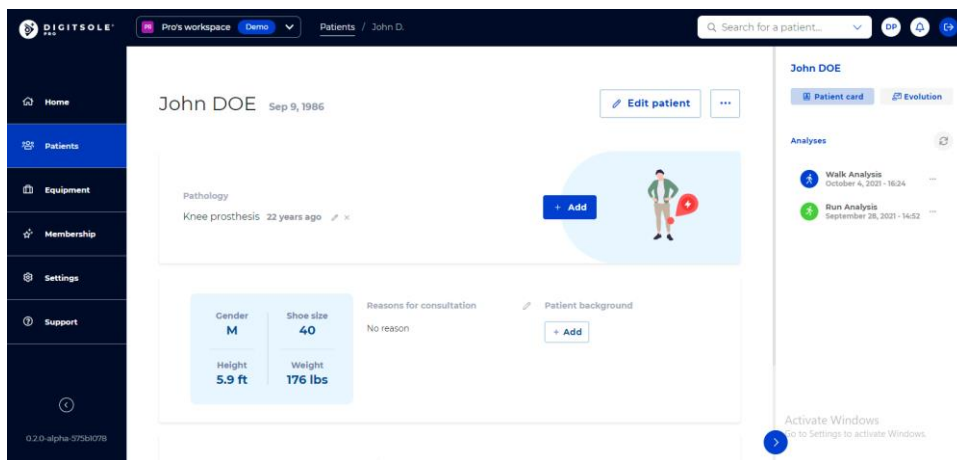 DIGITSOLE®
PRO
PS Pro's workspace Demo
Patients / John D.
Search for a patient...
DP
Home
Patients
Equipment
Membership
Settings
Support
0.2.0-alpha-575b1078
John DOE Sep 9, 1986
Edit patient
...
Pathology
Knee prosthesis 22 years ago
+ Add
Gender
M
Shoe size
40
Height
5.9 ft
Weight
176 lbs
Reasons for consultation
No reason
Patient background
+ Add
John DOE
Patient card
Evolution
Analyses
Walk Analysis
October 4, 2021 - 16:24
...
Run Analysis
September 28, 2021 - 14:52
...
Activate Windows
Go to Settings to activate Windows.